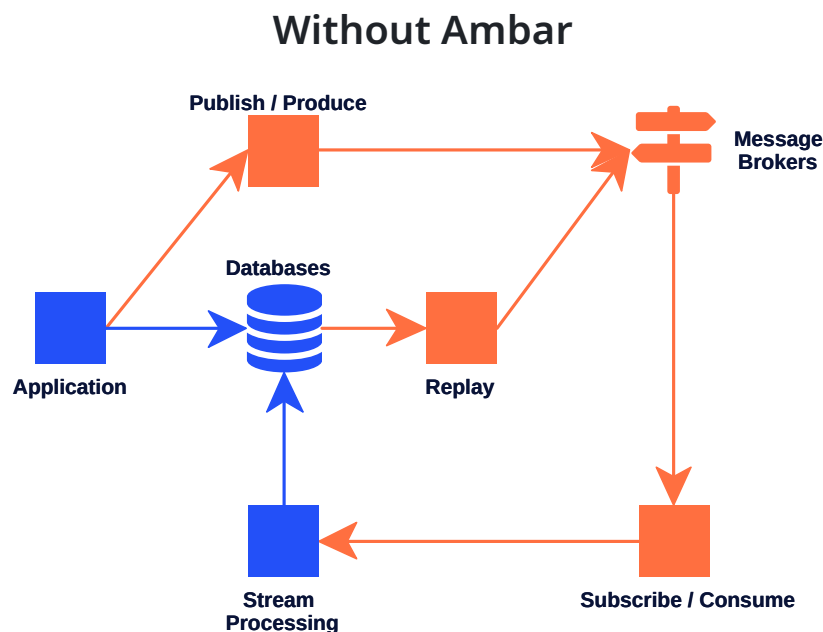 Without Ambar
Publish / Produce
Message
Brokers
Databases
Application
Replay
Stream
Processing
Subscribe / Consume